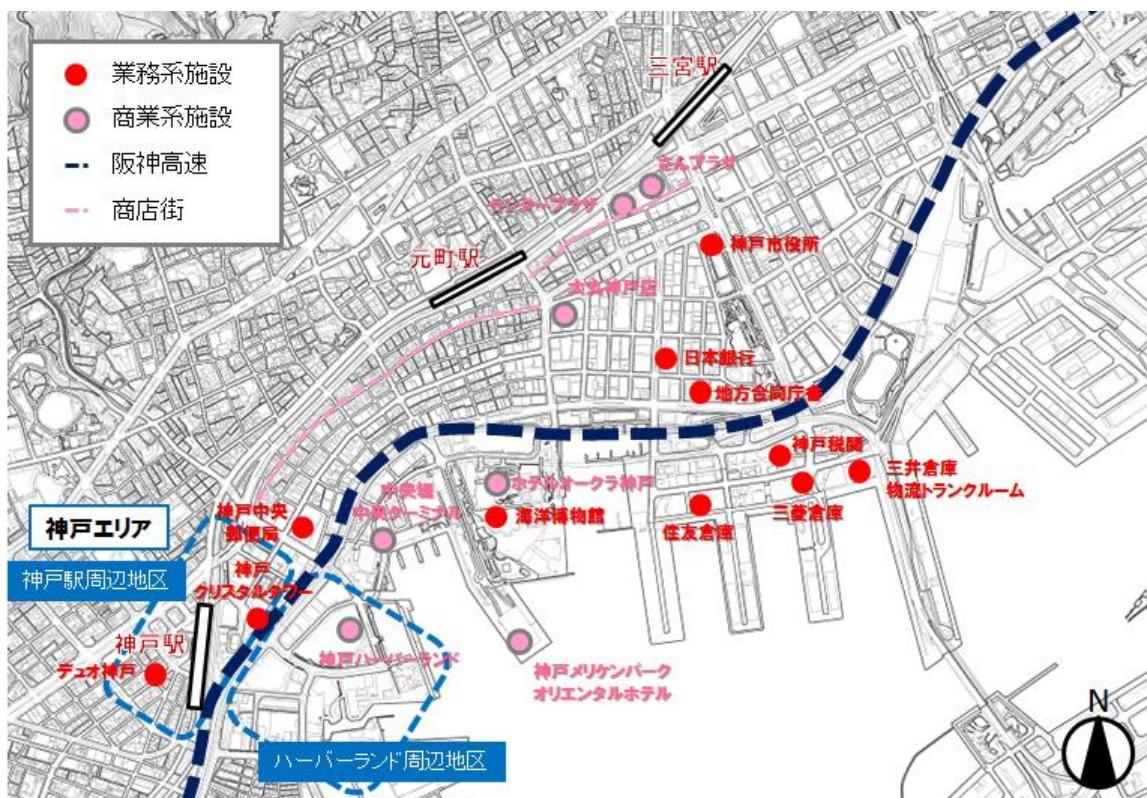 業務系施設
商業系施設
阪神高速
商店街
三宮駅
さんプラザ
センタープラザ
神戸市役所
元町駅
大丸神戸店
日本銀行
地方合同庁舎
神戸税関
三井倉庫
物流トランクルーム
三菱倉庫
住友倉庫
ホテルオークラ神戸
海洋博物館
中央堤
中央ターミナル
神戸中央
郵便局
神戸エリア
神戸駅周辺地区
神戸
クリスタルタワー
神戸駅
デュオ神戸
神戸ハーバーランド
神戸メリケンパーク
オリエンタルホテル
ハーバーランド周辺地区
N